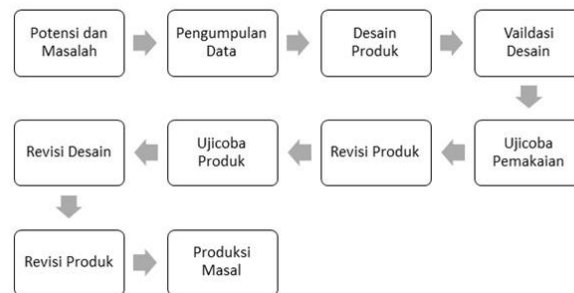 Potensi dan
Masalah
Pengumpulan
Data
Desain
Produk
Vaildasi
Desain
Ujicoba
Pemakaian
Revisi Produk
Ujicoba
Produk
Revisi Desain
Revisi Produk
Produksi
Masal